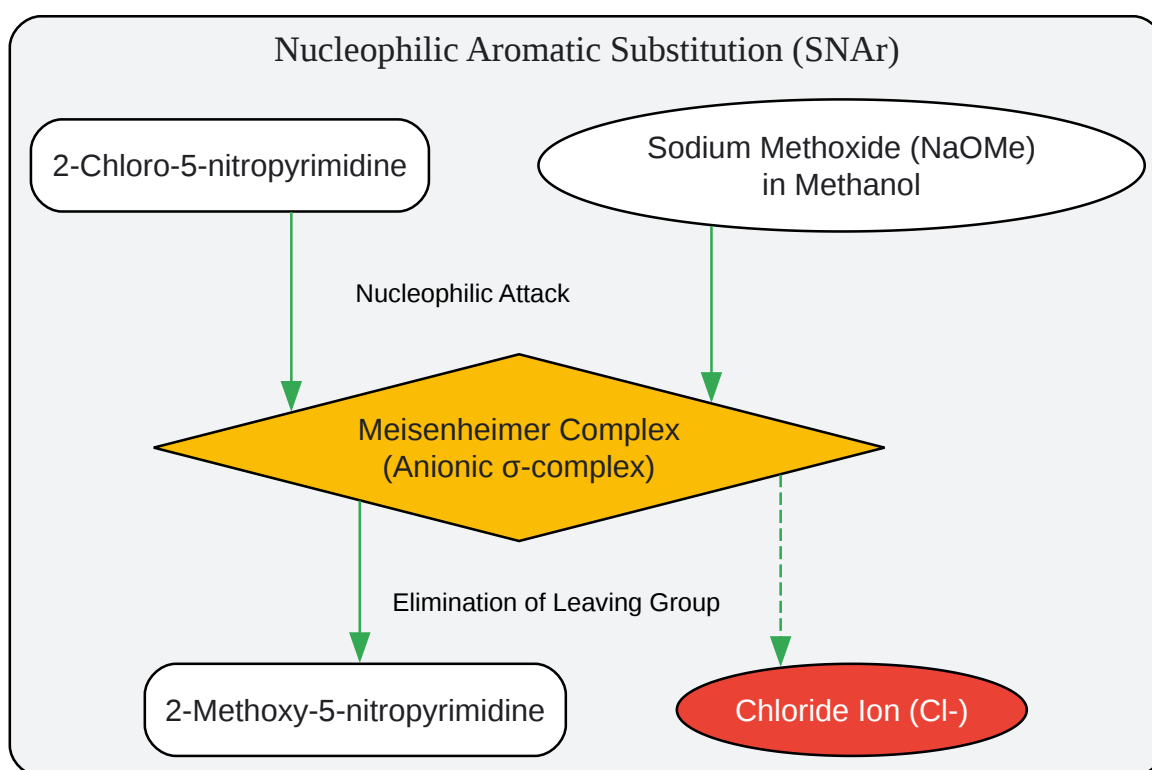 Nucleophilic Aromatic Substitution (SNAr)
2-Chloro-5-nitropyrimidine
Sodium Methoxide (NaOMe)
in Methanol
Nucleophilic Attack
Meisenheimer Complex
(Anionic σ-complex)
Elimination of Leaving Group
2-Methoxy-5-nitropyrimidine
Chloride Ion (Cl-)